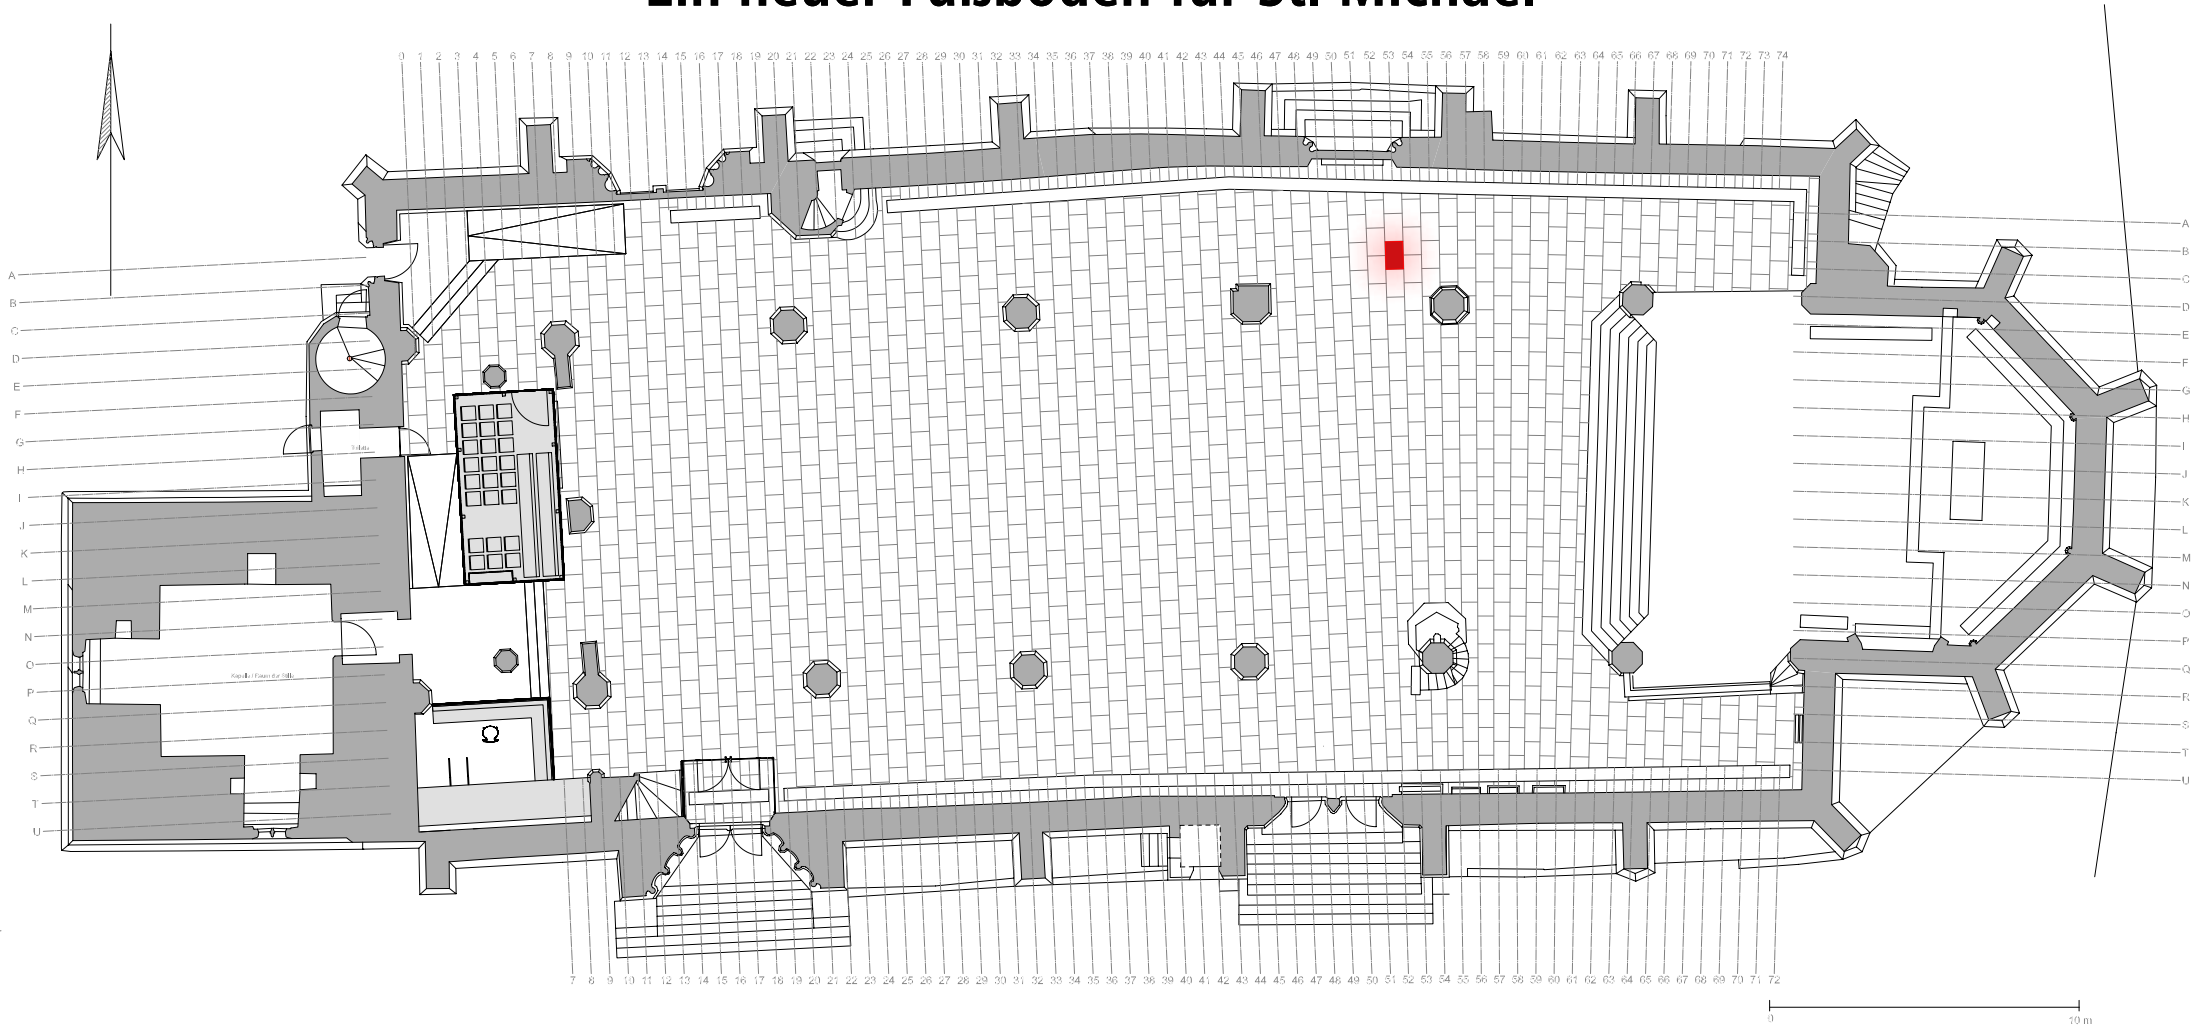 Ein neuer Fußboden für St. Michael
0 1 2 3 4 5 6 7 8 9 10 11 12 13 14 15 16 17 18 19 20 21 22 23 24 25 26 27 28 29 30 31 32 33 34 35 36 37 38 39 40 41 42 43 44 45 46 47 48 49 50 51 52 53 54 55 56 57 58 59 60 61 62 63 64 65 66 67 68 69 70 71 72 73 74
A
B
C
D
E
F
G
H
I
J
K
L
M
N
O
P
Q
R
S
T
U
A
B
C
D
E
F
G
H
I
J
K
L
M
N
O
P
Q
R
S
T
U
7 8 9 10 11 12 13 14 15 16 17 18 19 20 21 22 23 24 25 26 27 28 29 30 31 32 33 34 35 36 37 38 39 40 41 42 43 44 45 46 47 48 49 50 51 52 53 54 55 56 57 58 59 60 61 62 63 64 65 66 67 68 69 70 71 72
0 10 m